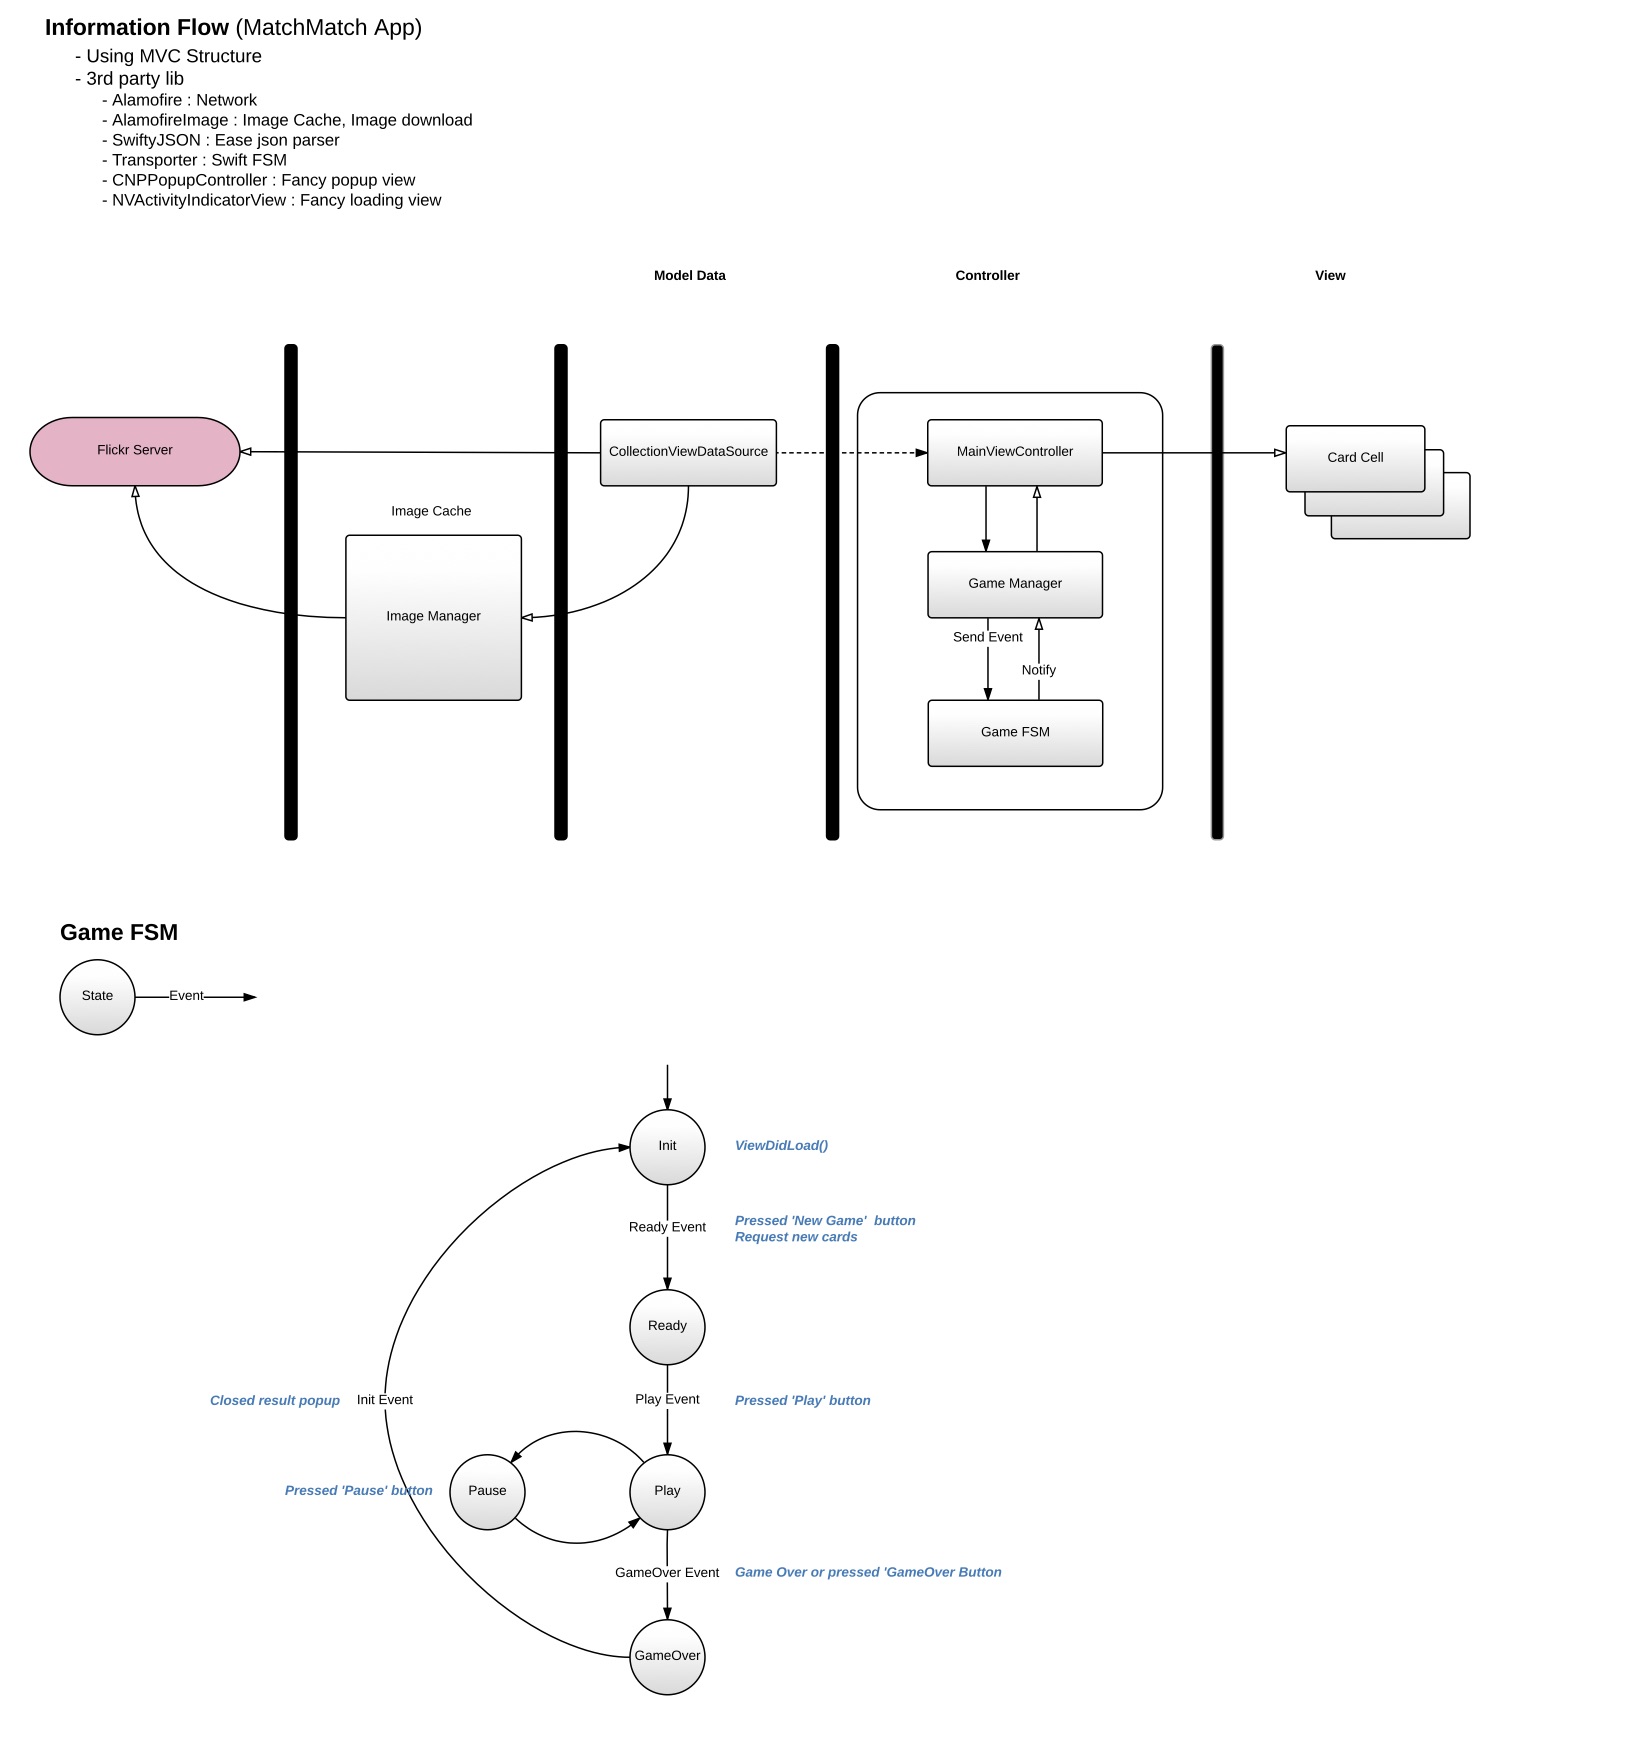 Information Flow (MatchMatch App)
- Using MVC Structure
- 3rd party lib
- Alamofire : Network
- AlamofireImage : Image Cache, Image download
- SwiftyJSON : Ease json parser
- Transporter : Swift FSM
- CNPPopupController : Fancy popup view
- NVActivityIndicatorView : Fancy loading view
Model Data
Controller
View
Flickr Server
CollectionViewDataSource
MainViewController
Card Cell
Image Cache
Image Manager
Game Manager
Send Event
Notify
Game FSM
Game FSM
State
Event
Init
ViewDidLoad()
Ready Event
Pressed 'New Game'  button
Request new cards
Ready
Closed result popup
Init Event
Play Event
Pressed 'Play' button
Pressed 'Pause' button
Pause
Play
GameOver Event
Game Over or pressed 'GameOver Button
GameOver